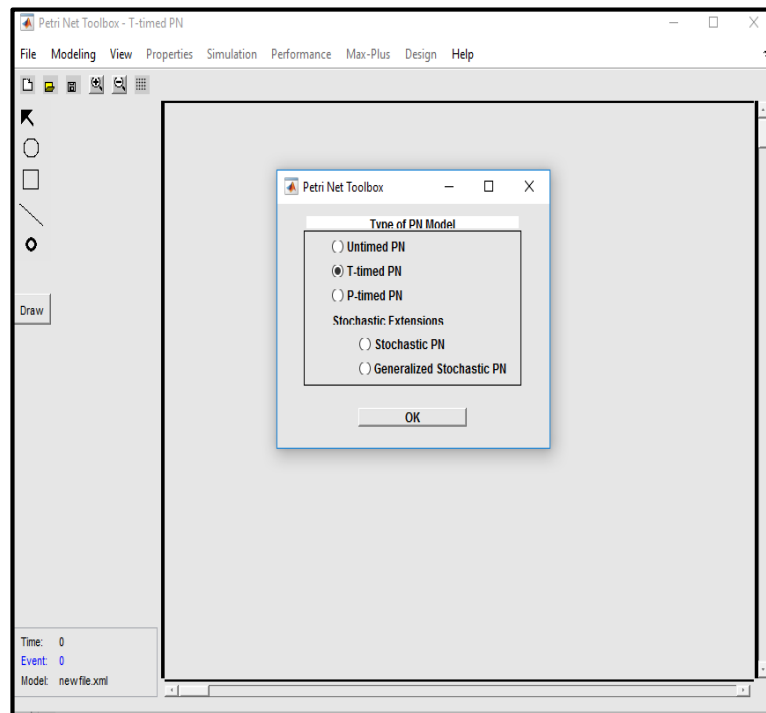 Petri Net Toolbox - T-timed PN
File Modeling View Properties Simulation Performance Max-Plus Design Help
Draw
Petri Net Toolbox
Type of PN Model
Untimed PN
T-timed PN
P-timed PN
Stochastic Extensions
Stochastic PN
Generalized Stochastic PN
OK
Time: 0
Event: 0
Model: newfile.xml